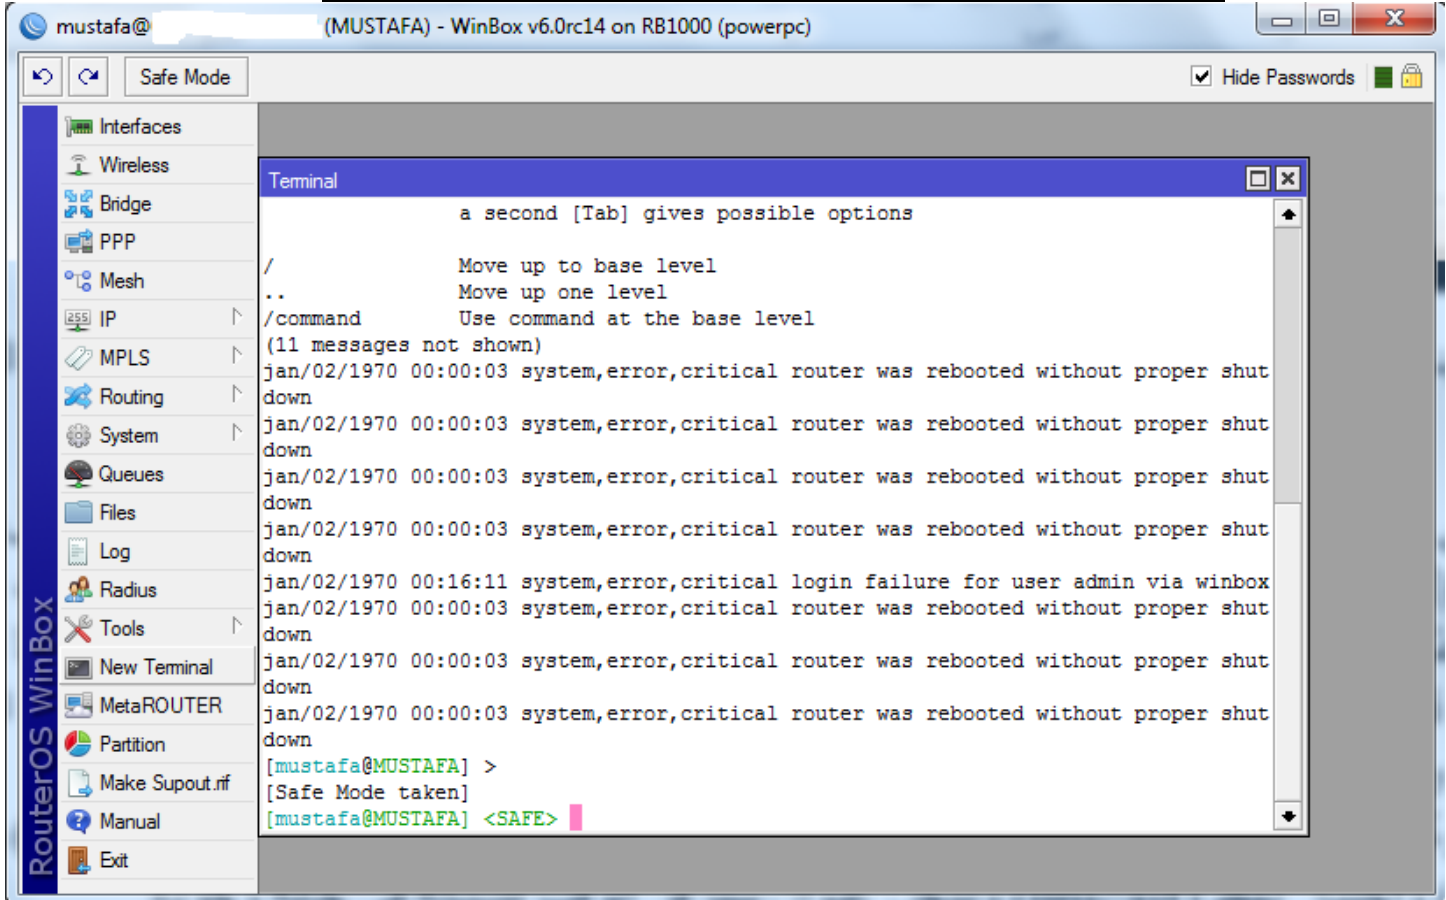 mustafa@ (MUSTAFA) - WinBox v6.0rc14 on RB1000 (powerpc)
Safe Mode
Hide Passwords
RouterOS WinBox
Interfaces
Wireless
Bridge
PPP
Mesh
255 IP
MPLS
Routing
System
Queues
Files
Log
Radius
Tools
New Terminal
MetaROUTER
Partition
Make Supout.rif
Manual
Exit
Terminal
a second [Tab] gives possible options
/ Move up to base level
.. Move up one level
/command Use command at the base level
(11 messages not shown)
jan/02/1970 00:00:03 system,error,critical router was rebooted without proper shut
down
jan/02/1970 00:00:03 system,error,critical router was rebooted without proper shut
down
jan/02/1970 00:00:03 system,error,critical router was rebooted without proper shut
down
jan/02/1970 00:00:03 system,error,critical router was rebooted without proper shut
down
jan/02/1970 00:16:11 system,error,critical login failure for user admin via winbox
jan/02/1970 00:00:03 system,error,critical router was rebooted without proper shut
down
jan/02/1970 00:00:03 system,error,critical router was rebooted without proper shut
down
jan/02/1970 00:00:03 system,error,critical router was rebooted without proper shut
down
[mustafa@MUSTAFA] >
[Safe Mode taken]
[mustafa@MUSTAFA] <SAFE>